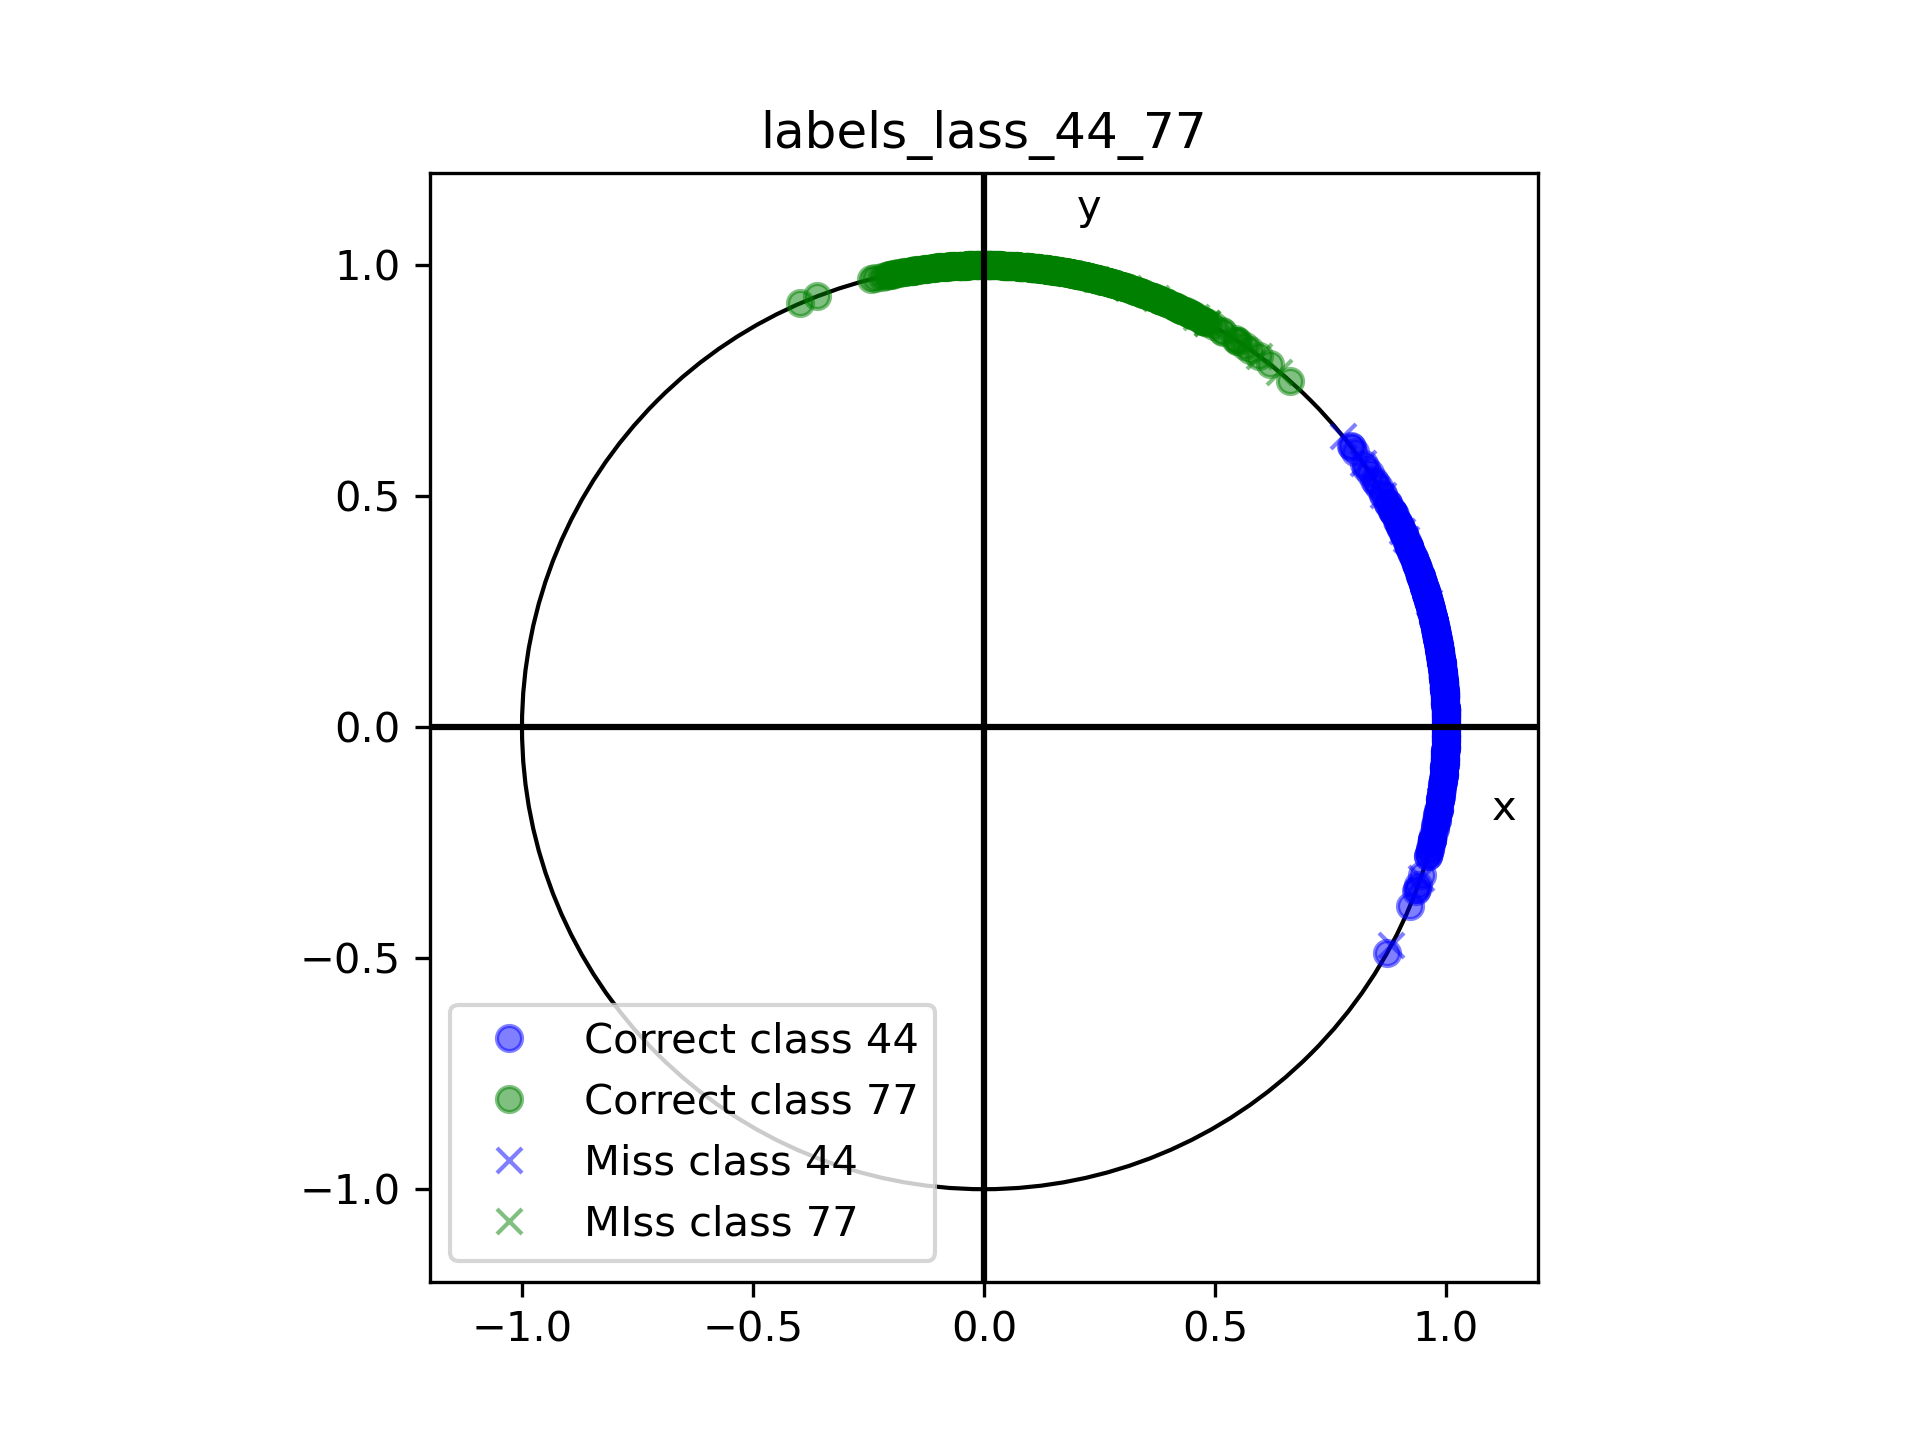 labels_lass_44_77
y
1.0
0.5
0.0
−0.5
−1.0
x
Correct class 44
Correct class 77
Miss class 44
MIss class 77
−1.0 −0.5 0.0 0.5 1.0